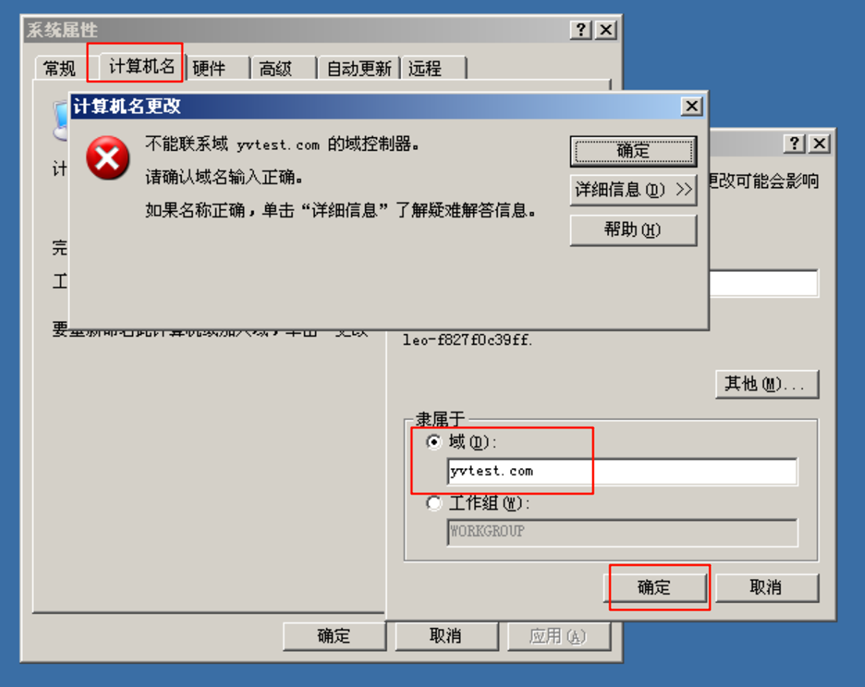 系统属性
常规 计算机名 硬件 高级 自动更新 远程
计算机名更改
不能联系域 yvtest.com 的域控制器。
请确认域名输入正确。
如果名称正确，单击“详细信息”了解疑难解答信息。
确定
详细信息(D) >>
帮助(H)
更改可能会影响
计
完
工
要重新命名此计算机或加入域，单击“更改
leo-f827f0c39ff.
其他(M)...
隶属于
域(D):
yvtest.com
工作组(W):
WORKGROUP
确定 取消
确定 取消 应用(A)